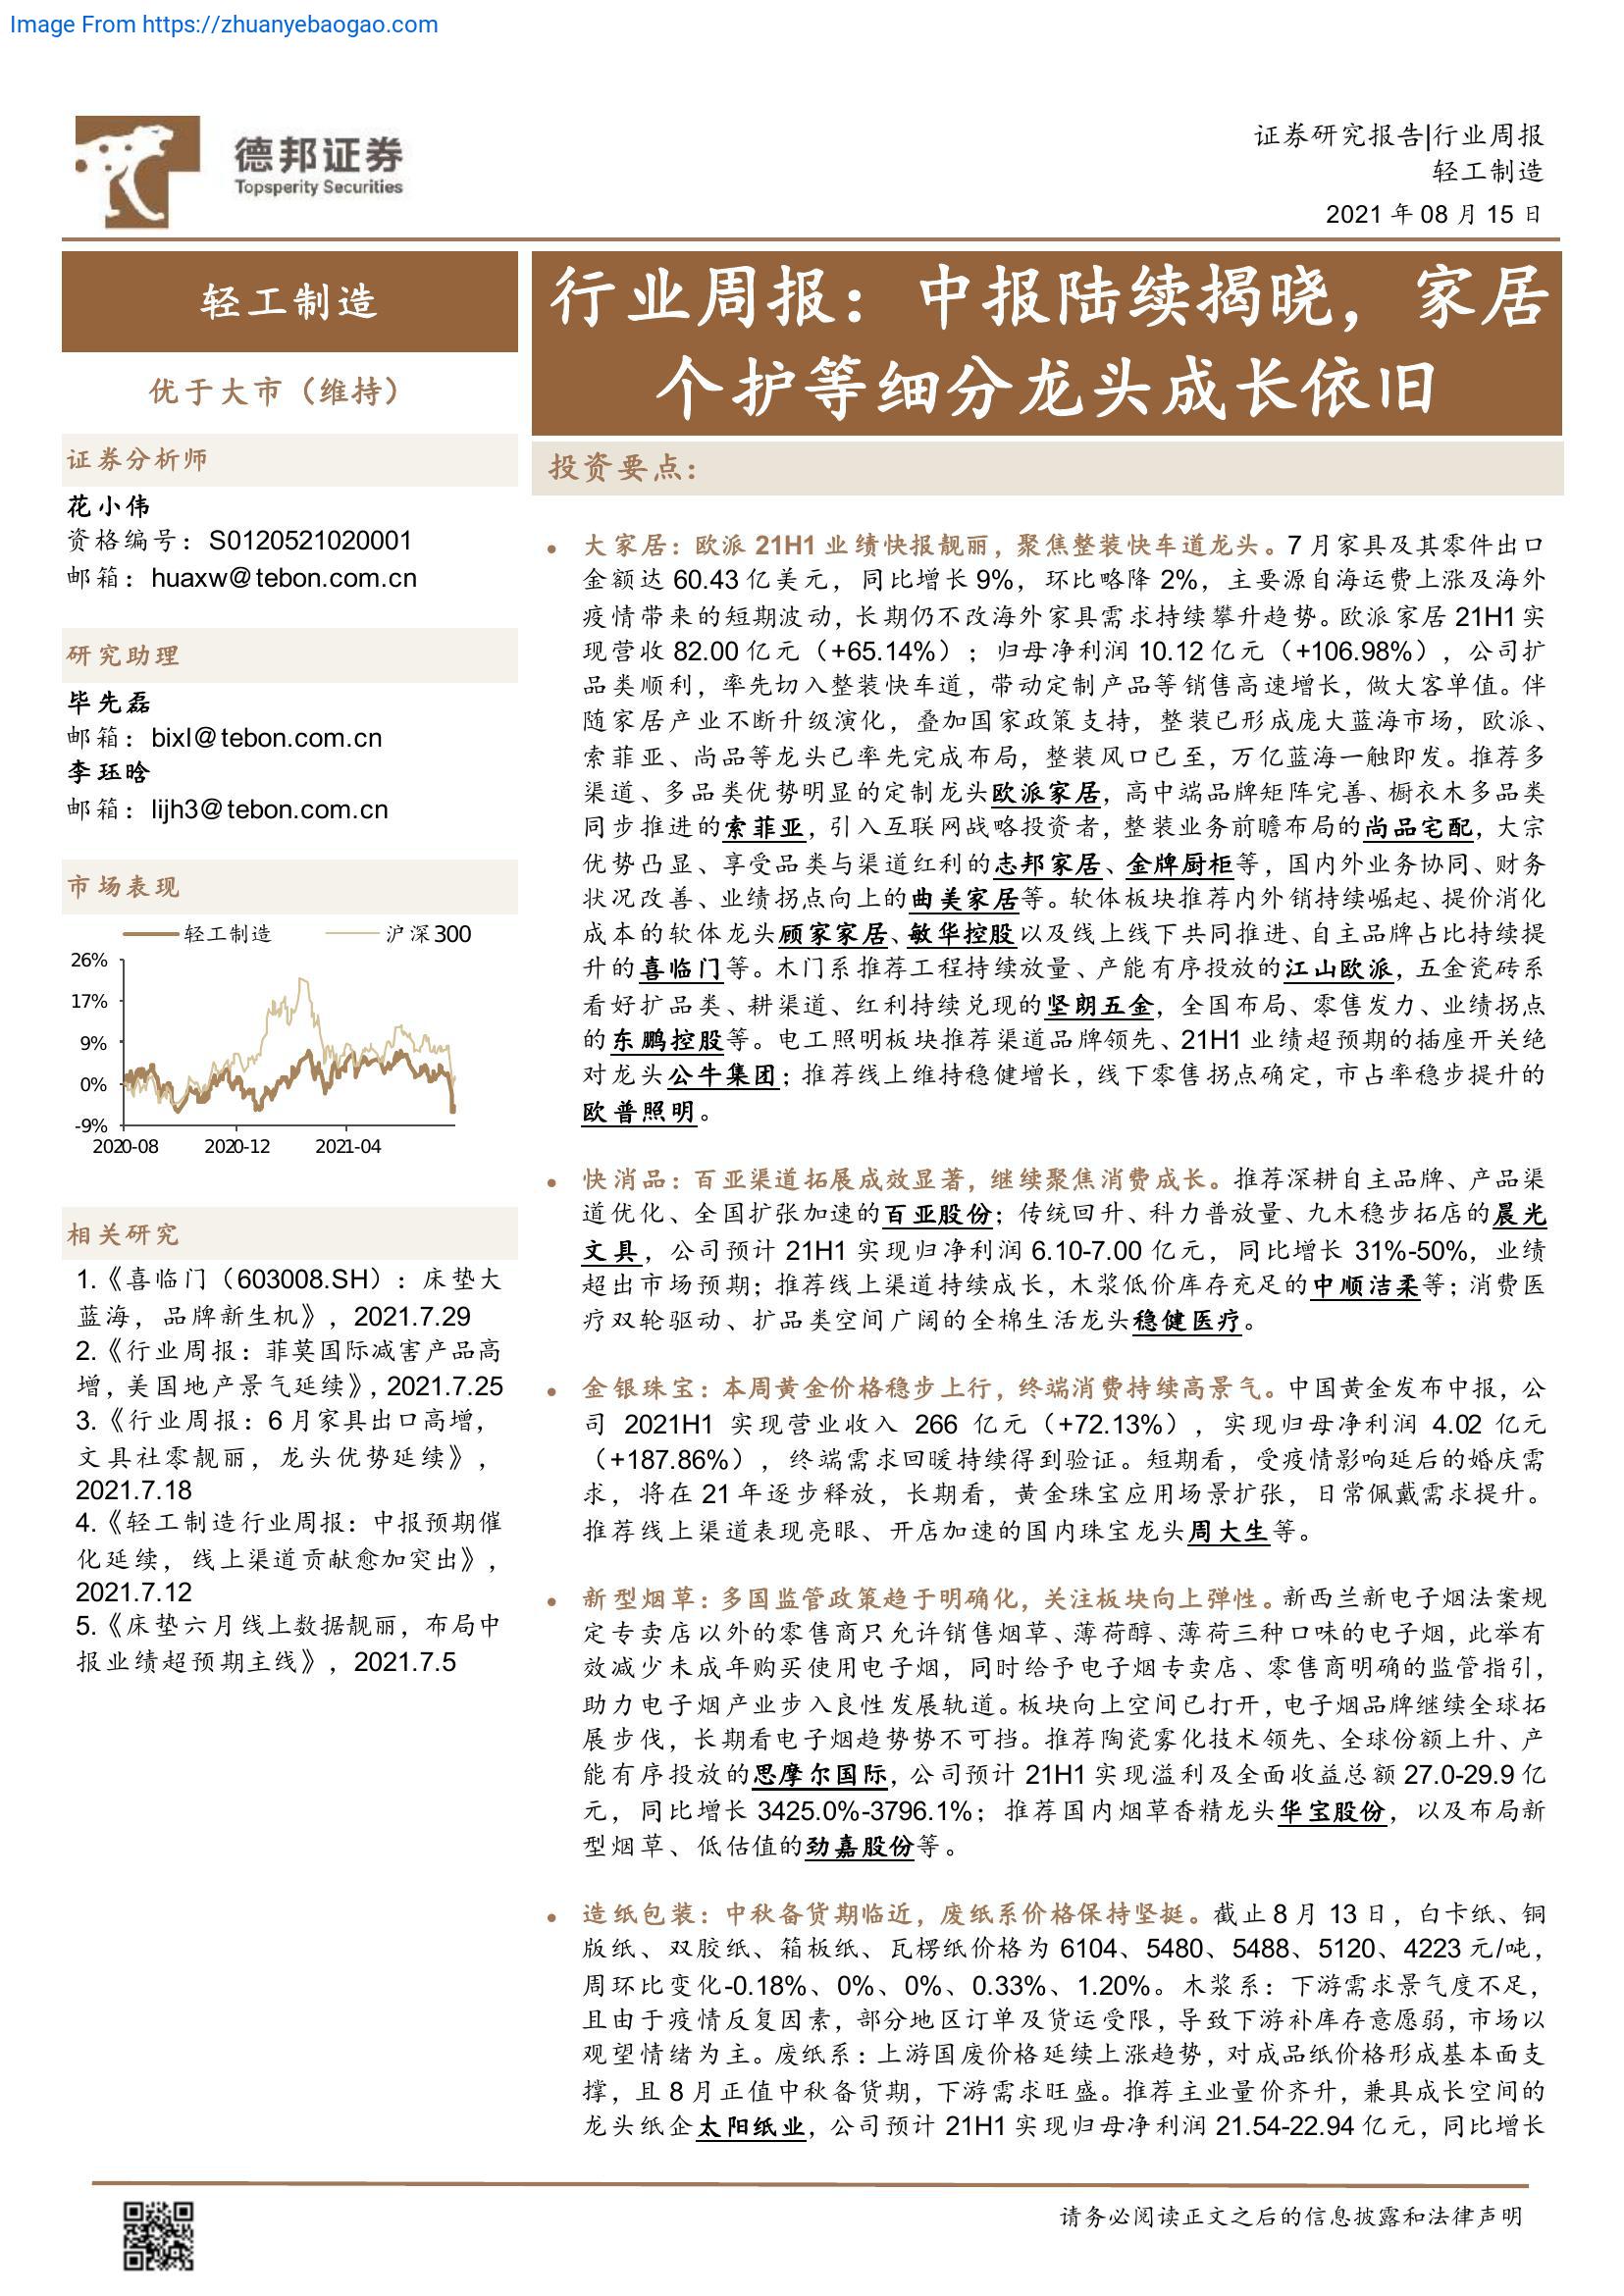 Image From https://zhuanyebaogao.com
德邦证券
Topsperity Securities
证券研究报告|行业周报
轻工制造
2021 年 08 月 15 日
轻工制造
优于大市（维持）
证券分析师
花小伟
资格编号：S0120521020001
邮箱：huaxw@tebon.com.cn
研究助理
毕先磊
邮箱：bixl@tebon.com.cn
李珏晗
邮箱：lijh3@tebon.com.cn
市场表现
轻工制造 沪深300
26%
17%
9%
0%
-9%
2020-08 2020-12 2021-04
相关研究
1.《喜临门（603008.SH）：床垫大
蓝海，品牌新生机》，2021.7.29
2.《行业周报：菲莫国际减害产品高
增，美国地产景气延续》，2021.7.25
3.《行业周报：6 月家具出口高增，
文具社零靓丽，龙头优势延续》，
2021.7.18
4.《轻工制造行业周报：中报预期催
化延续，线上渠道贡献愈加突出》，
2021.7.12
5.《床垫六月线上数据靓丽，布局中
报业绩超预期主线》，2021.7.5
行业周报：中报陆续揭晓，家居
个护等细分龙头成长依旧
投资要点：
● 大家居：欧派 21H1 业绩快报靓丽，聚焦整装快车道龙头。7 月家具及其零件出口
金额达 60.43 亿美元，同比增长 9%，环比略降 2%，主要源自海运费上涨及海外
疫情带来的短期波动，长期仍不改海外家具需求持续攀升趋势。欧派家居 21H1 实
现营收 82.00 亿元（+65.14%）；归母净利润 10.12 亿元（+106.98%），公司扩
品类顺利，率先切入整装快车道，带动定制产品等销售高速增长，做大客单值。伴
随家居产业不断升级演化，叠加国家政策支持，整装已形成庞大蓝海市场，欧派、
索菲亚、尚品等龙头已率先完成布局，整装风口已至，万亿蓝海一触即发。推荐多
渠道、多品类优势明显的定制龙头欧派家居，高中端品牌矩阵完善、橱衣木多品类
同步推进的索菲亚，引入互联网战略投资者，整装业务前瞻布局的尚品宅配，大宗
优势凸显、享受品类与渠道红利的志邦家居、金牌厨柜等，国内外业务协同、财务
状况改善、业绩拐点向上的曲美家居等。软体板块推荐内外销持续崛起、提价消化
成本的软体龙头顾家家居、敏华控股以及线上线下共同推进、自主品牌占比持续提
升的喜临门等。木门系推荐工程持续放量、产能有序投放的江山欧派，五金瓷砖系
看好扩品类、耕渠道、红利持续兑现的坚朗五金，全国布局、零售发力、业绩拐点
的东鹏控股等。电工照明板块推荐渠道品牌领先、21H1 业绩超预期的插座开关绝
对龙头公牛集团；推荐线上维持稳健增长，线下零售拐点确定，市占率稳步提升的
欧普照明。
● 快消品：百亚渠道拓展成效显著，继续聚焦消费成长。推荐深耕自主品牌、产品渠
道优化、全国扩张加速的百亚股份；传统回升、科力普放量、九木稳步拓店的晨光
文具，公司预计 21H1 实现归净利润 6.10-7.00 亿元，同比增长 31%-50%，业绩
超出市场预期；推荐线上渠道持续成长，木浆低价库存充足的中顺洁柔等；消费医
疗双轮驱动、扩品类空间广阔的全棉生活龙头稳健医疗。
● 金银珠宝：本周黄金价格稳步上行，终端消费持续高景气。中国黄金发布中报，公
司 2021H1 实现营业收入 266 亿元（+72.13%），实现归母净利润 4.02 亿元
（+187.86%），终端需求回暖持续得到验证。短期看，受疫情影响延后的婚庆需
求，将在 21 年逐步释放，长期看，黄金珠宝应用场景扩张，日常佩戴需求提升。
推荐线上渠道表现亮眼、开店加速的国内珠宝龙头周大生等。
● 新型烟草：多国监管政策趋于明确化，关注板块向上弹性。新西兰新电子烟法案规
定专卖店以外的零售商只允许销售烟草、薄荷醇、薄荷三种口味的电子烟，此举有
效减少未成年购买使用电子烟，同时给予电子烟专卖店、零售商明确的监管指引，
助力电子烟产业步入良性发展轨道。板块向上空间已打开，电子烟品牌继续全球拓
展步伐，长期看电子烟趋势势不可挡。推荐陶瓷雾化技术领先、全球份额上升、产
能有序投放的思摩尔国际，公司预计 21H1 实现溢利及全面收益总额 27.0-29.9 亿
元，同比增长 3425.0%-3796.1%；推荐国内烟草香精龙头华宝股份，以及布局新
型烟草、低估值的劲嘉股份等。
● 造纸包装：中秋备货期临近，废纸系价格保持坚挺。截止 8 月 13 日，白卡纸、铜
版纸、双胶纸、箱板纸、瓦楞纸价格为 6104、5480、5488、5120、4223 元/吨，
周环比变化-0.18%、0%、0%、0.33%、1.20%。木浆系：下游需求景气度不足，
且由于疫情反复因素，部分地区订单及货运受限，导致下游补库存意愿弱，市场以
观望情绪为主。废纸系：上游国废价格延续上涨趋势，对成品纸价格形成基本面支
撑，且 8 月正值中秋备货期，下游需求旺盛。推荐主业量价齐升，兼具成长空间的
龙头纸企太阳纸业，公司预计 21H1 实现归母净利润 21.54-22.94 亿元，同比增长
请务必阅读正文之后的信息披露和法律声明